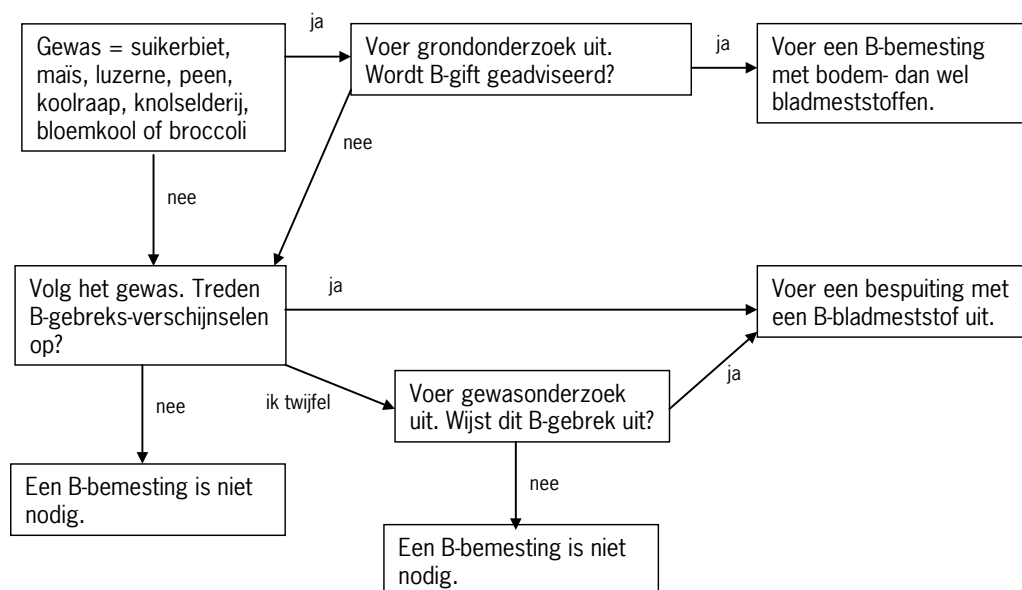 Gewas = suikerbiet,
maïs, luzerne, peen,
koolraap, knolselderij,
bloemkool of broccoli
ja
Voer grondonderzoek uit.
Wordt B-gift geadviseerd?
ja
Voer een B-bemesting
met bodem- dan wel
bladmeststoffen.
nee
nee
Volg het gewas. Treden
B-gebreks-verschijnselen
op?
ja
Voer een bespuiting met
een B-bladmeststof uit.
nee
ik twijfel
Voer gewasonderzoek
uit. Wijst dit B-gebrek uit?
ja
Een B-bemesting is niet
nodig.
nee
Een B-bemesting is niet
nodig.